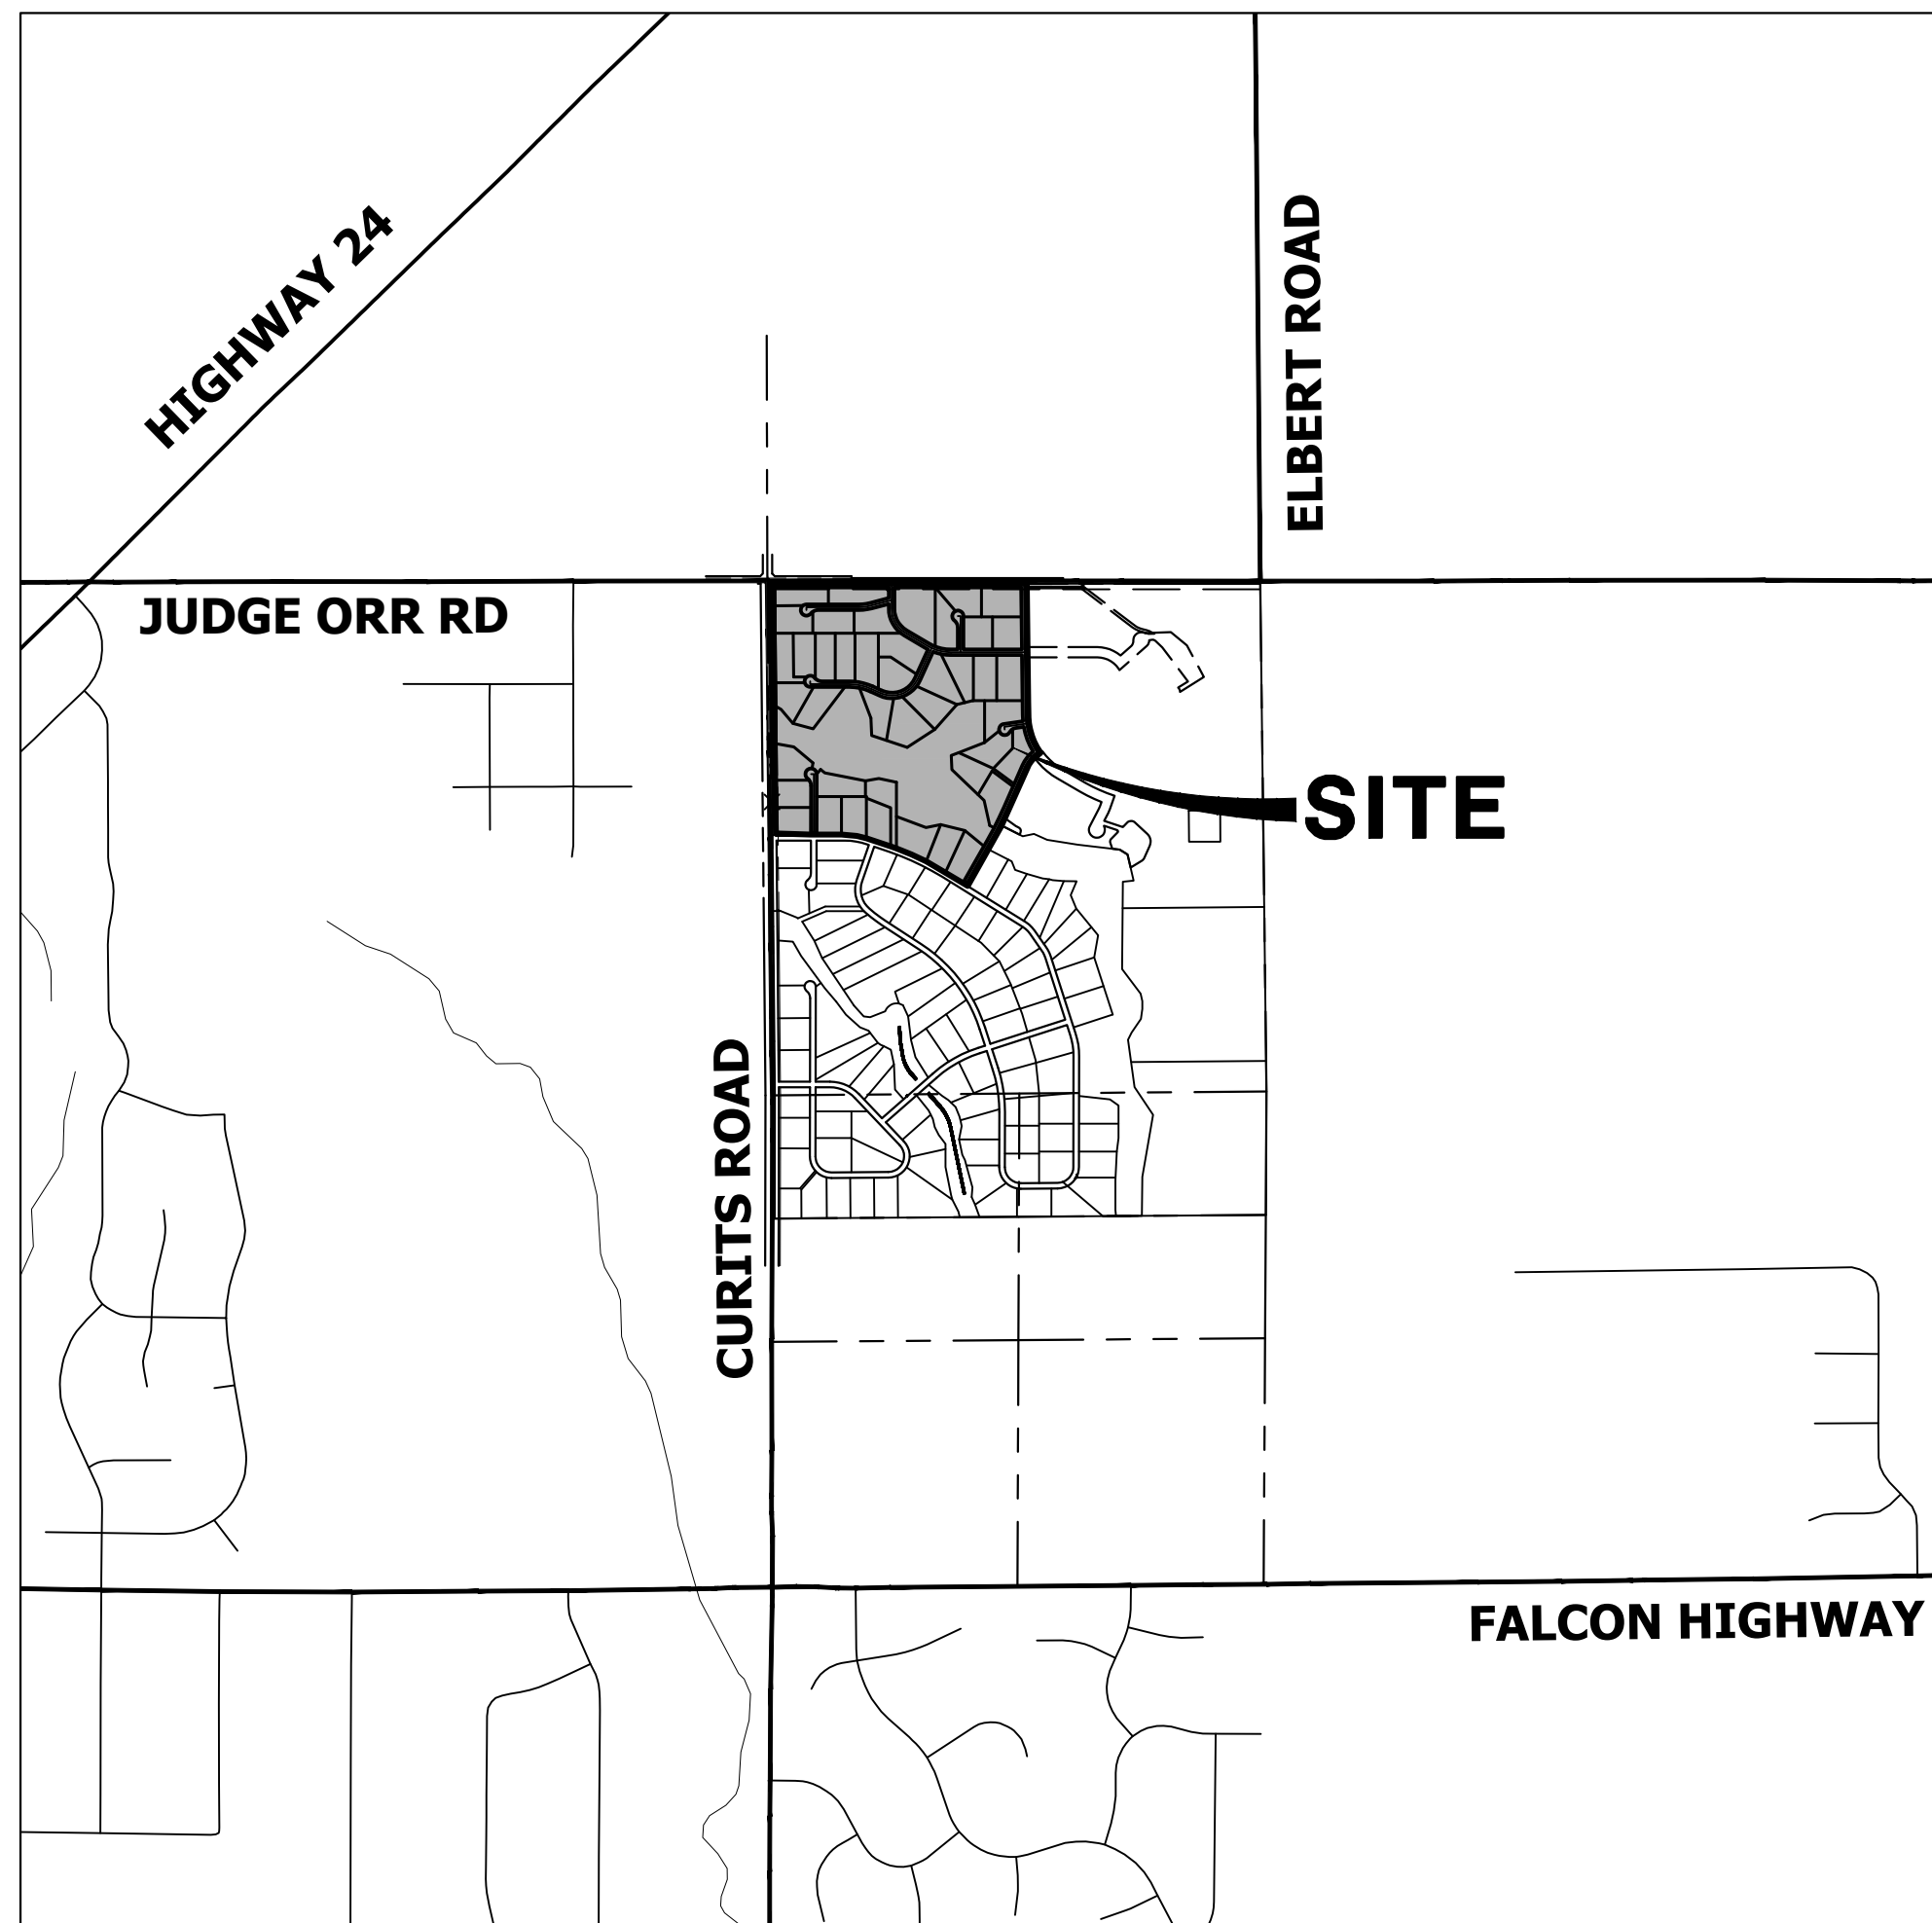 HIGHWAY 24
ELBERT ROAD
JUDGE ORR RD
SITE
CURITS ROAD
FALCON HIGHWAY